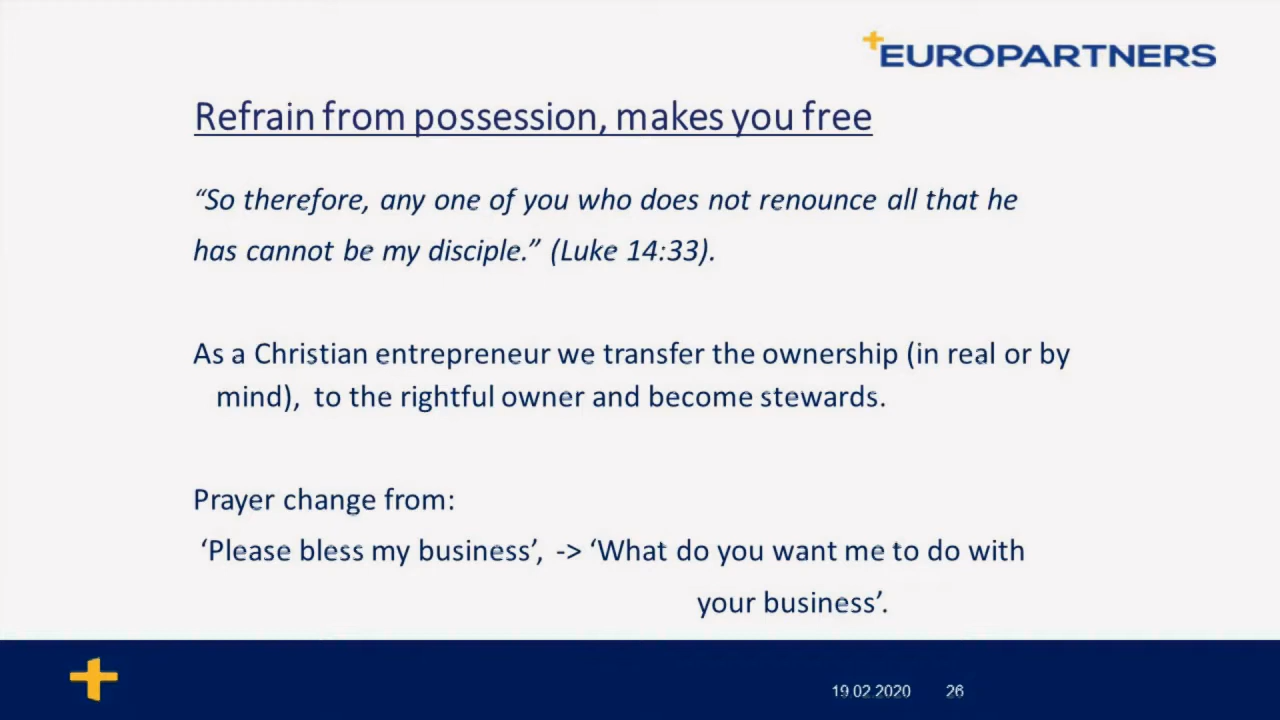 EUROPARTNERS
Refrain from possession, makes you free
“So therefore, any one of you who does not renounce all that he
has cannot be my disciple.” (Luke 14:33).
As a Christian entrepreneur we transfer the ownership (in real or by
mind), to the rightful owner and become stewards.
Prayer change from:
‘Please bless my business’, -> ‘What do you want me to do with
your business’.
19.02.2020 26